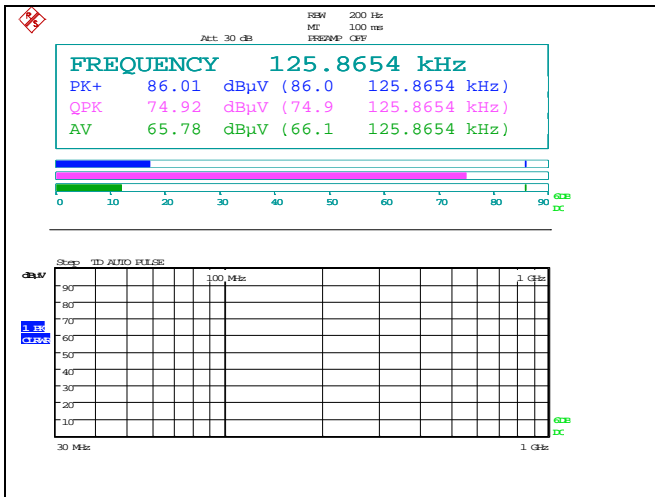 R S
RBW 200 Hz
MT 100 ms
Att 30 dB PREAMP OFF
FREQUENCY 125.8654 kHz
PK+ 86.01 dBµV (86.0 125.8654 kHz)
QPK 74.92 dBµV (74.9 125.8654 kHz)
AV 65.78 dBµV (66.1 125.8654 kHz)
0 10 20 30 40 50 60 70 80 90
6DB
DC
Step TD AUTO PULSE
dBµV
100 MHz 1 GHz
90
80
70
1 PK
CLRWR
60
50
40
30
20
10
6DB
DC
30 MHz 1 GHz